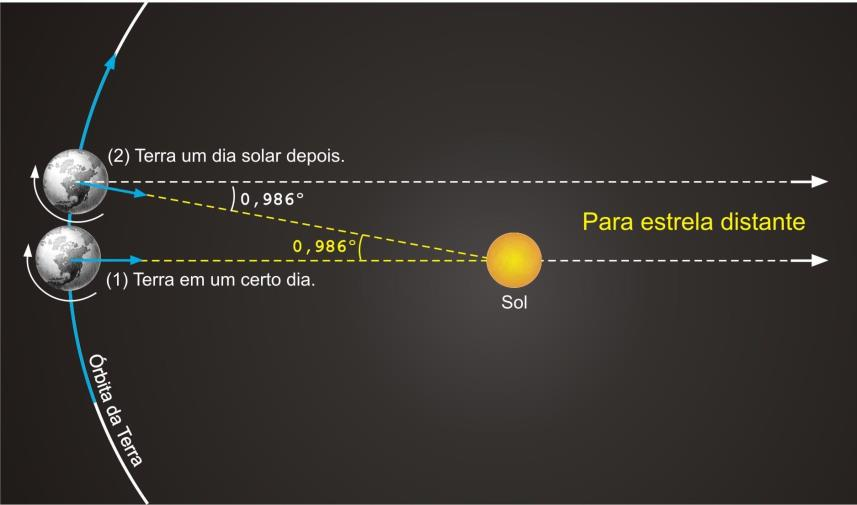 (2) Terra um dia solar depois.
0,986°
Para estrela distante
0,986°
(1) Terra em um certo dia.
Sol
Órbita da Terra